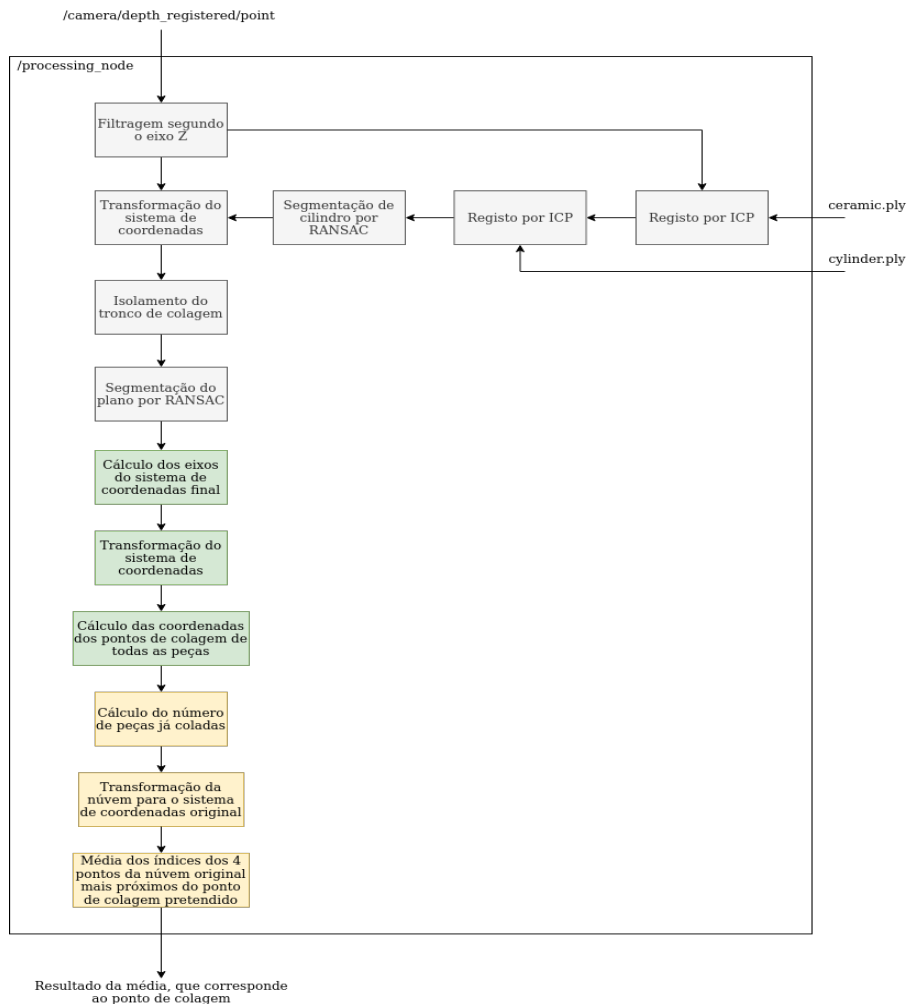 /camera/depth_registered/point
/processing_node
Filtragem segundo
o eixo Z
Transformação do
sistema de
coordenadas
Segmentação de
cilindro por
RANSAC
Registo por ICP
Registo por ICP
ceramic.ply
cylinder.ply
Isolamento do
tronco de colagem
Segmentação do
plano por RANSAC
Cálculo dos eixos
do sistema de
coordenadas final
Transformação do
sistema de
coordenadas
Cálculo das coordenadas
dos pontos de colagem de
todas as peças
Cálculo do número
de peças já coladas
Transformação da
núvem para o sistema
de coordenadas original
Média dos índices dos 4
pontos da núvem original
mais próximos do ponto
de colagem pretendido
Resultado da média, que corresponde
ao ponto de colagem